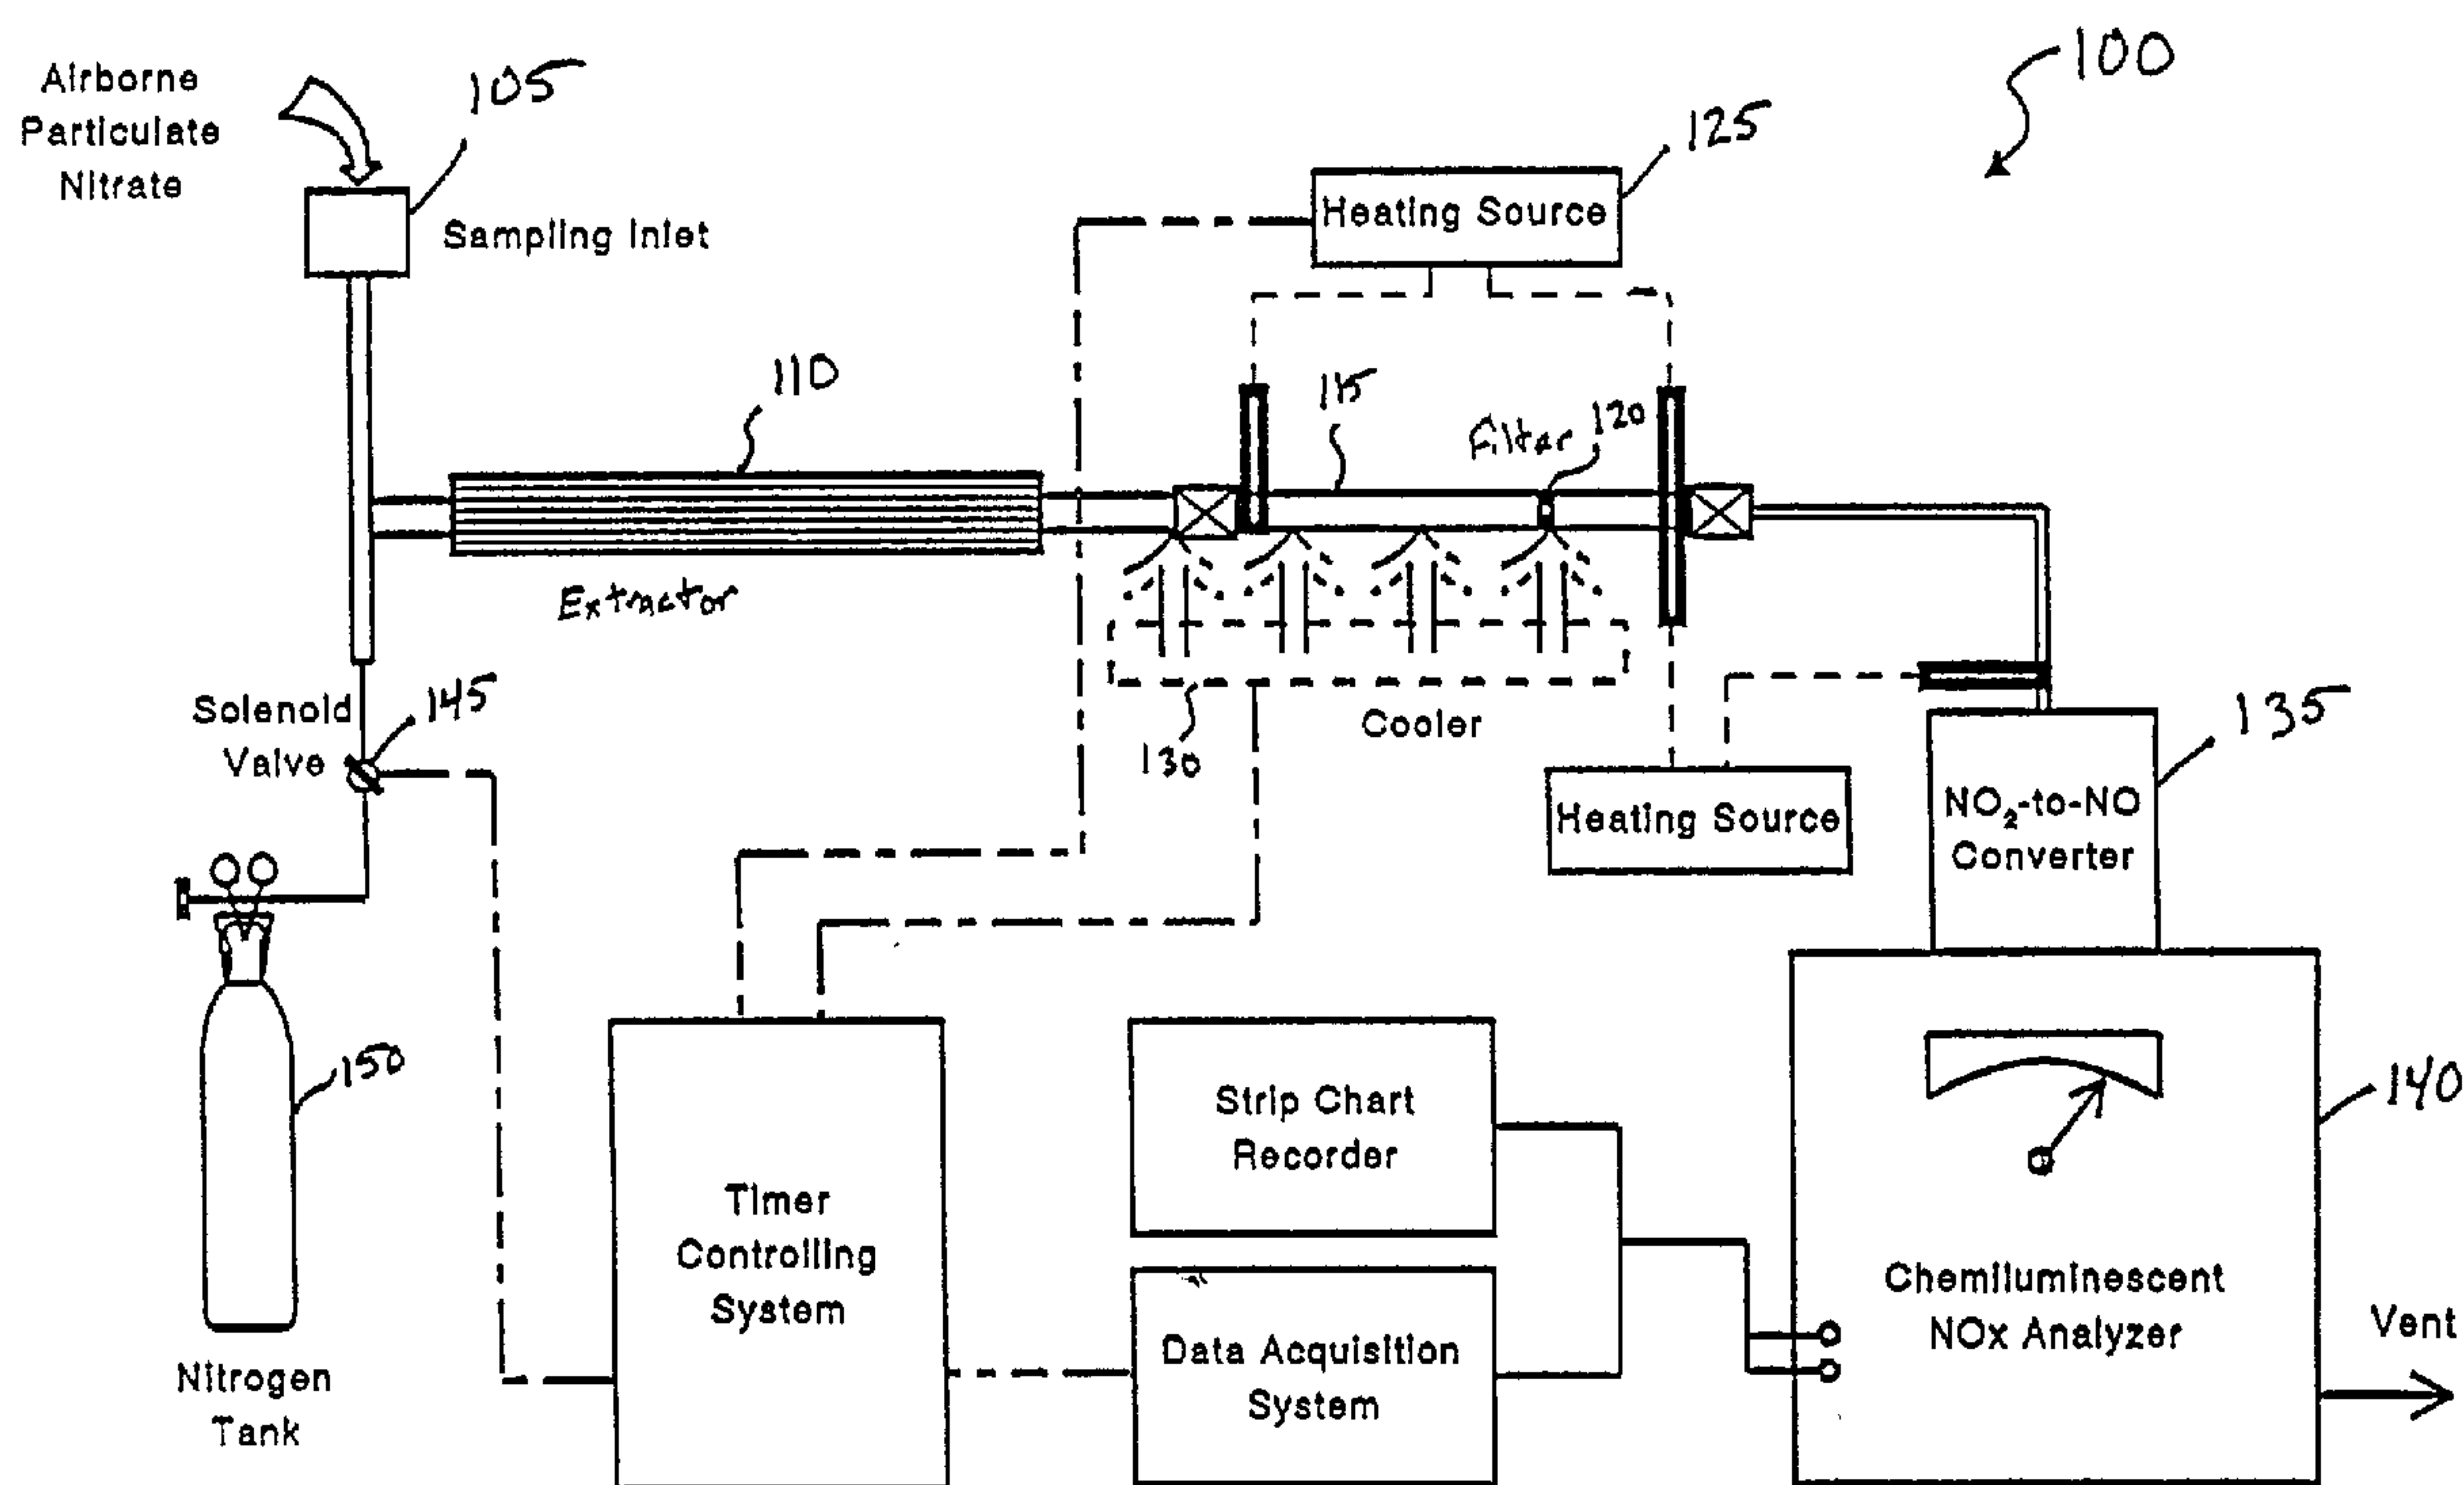 100
Airborne
Particulate
Nitrate
105
Sampling Inlet
125
Heating Source
110
115
Filter 120
Extractor
Solenoid
Valve
145
130
Cooler
Heating Source
135
NO₂-to-NO
Converter
150
Nitrogen
Tank
Timer
Controlling
System
Strip Chart
Recorder
Data Acquisition
System
140
Chemiluminescent
NOx Analyzer
Vent